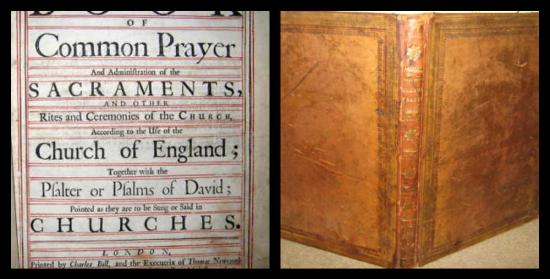 BOOK
OF
Common Prayer
And Adminiſtration of the
SACRAMENTS,
AND OTHER
Rites and Ceremonies of the CHURCH,
According to the Uſe of the
Church of England;
Together with the
Pſalter or Pſalms of David;
Pointed as they are to be Sung or Said in
CHURCHES.
LONDON,
Printed by Charles Bill, and the Executrix of Thomas Newcomb